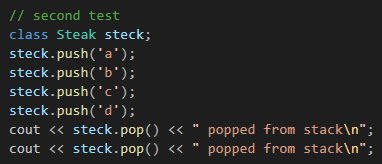 // second test
class Steak steck;
steck.push('a');
steck.push('b');
steck.push('c');
steck.push('d');
cout << steck.pop() << " popped from stack\n";
cout << steck.pop() << " popped from stack\n";